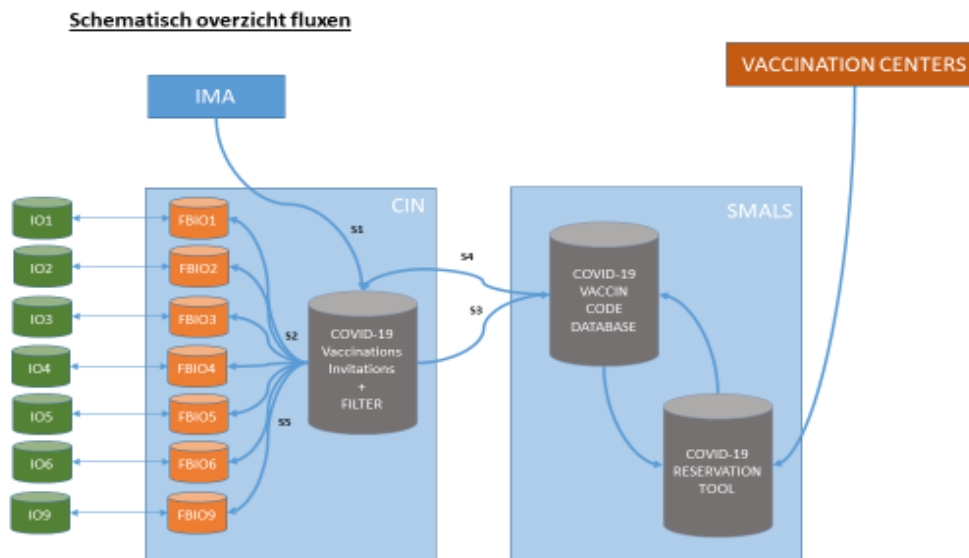 Schematisch overzicht fluxen
VACCINATION CENTERS
IMA
CIN
SMALS
IO1
IO2
IO3
IO4
IO5
IO6
IO9
FBIO1
FBIO2
FBIO3
FBIO4
FBIO5
FBIO6
FBIO9
S1
S2
S5
S4
S3
COVID-19
Vaccinations
Invitations
+
FILTER
COVID-19
VACCIN
CODE
DATABASE
COVID-19
RESERVATION
TOOL